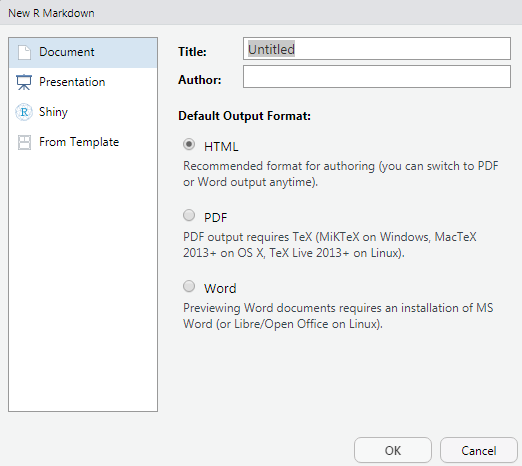 New R Markdown
Document
Presentation
R Shiny
From Template
Title: Untitled
Author:
Default Output Format:
HTML
Recommended format for authoring (you can switch to PDF
or Word output anytime).
PDF
PDF output requires TeX (MiKTeX on Windows, MacTeX
2013+ on OS X, TeX Live 2013+ on Linux).
Word
Previewing Word documents requires an installation of MS
Word (or Libre/Open Office on Linux).
OK Cancel